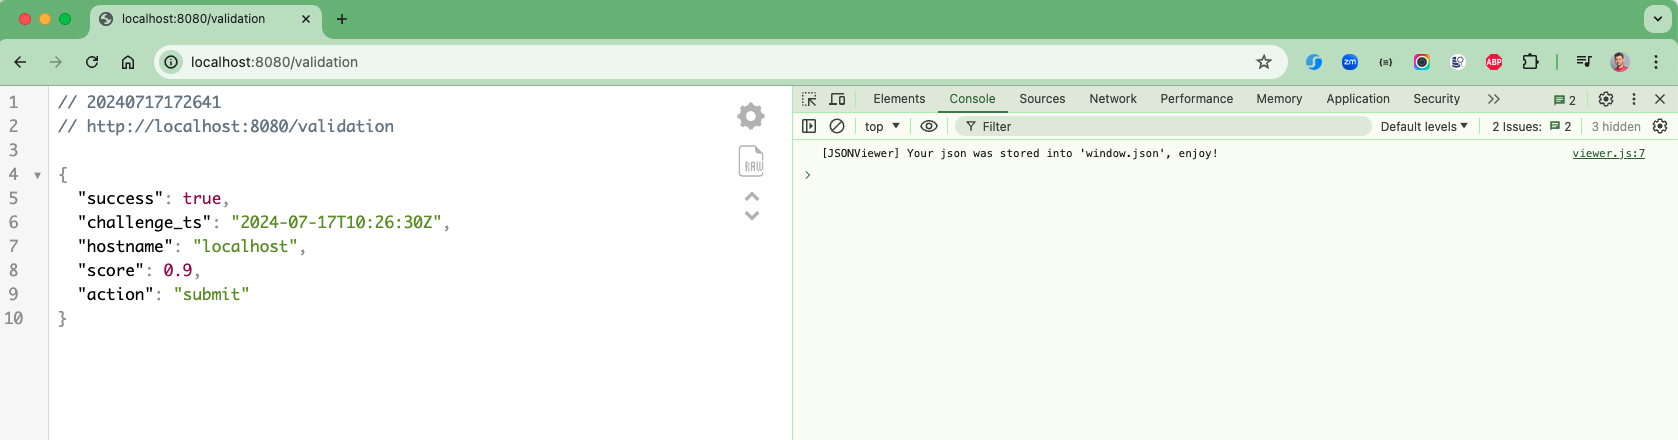 localhost:8080/validation
localhost:8080/validation
zm
ABP
1 // 20240717172641
2 // http://localhost:8080/validation
3
4 {
5 "success": true,
6 "challenge_ts": "2024-07-17T10:26:30Z",
7 "hostname": "localhost",
8 "score": 0.9,
9 "action": "submit"
10 }
RAW
Elements Console Sources Network Performance Memory Application Security 2
top Filter Default levels 2 Issues: 2 3 hidden
[JSONViewer] Your json was stored into 'window.json', enjoy! viewer.js:7
>